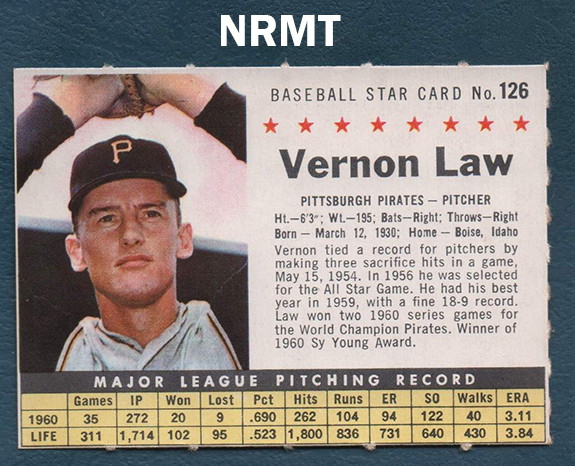 NRMT
BASEBALL STAR CARD No. 126
Vernon Law
PITTSBURGH PIRATES — PITCHER
Ht.—6'3"; Wt.—195; Bats—Right; Throws—Right
Born — March 12, 1930; Home — Boise, Idaho
Vernon tied a record for pitchers by
making three sacrifice hits in a game,
May 15, 1954. In 1956 he was selected
for the All Star Game. He had his best
year in 1959, with a fine 18-9 record.
Law won two 1960 series games for
the World Champion Pirates. Winner of
1960 Sy Young Award.
P
MAJOR LEAGUE PITCHING RECORD
Games IP Won Lost Pct Hits Runs ER SO Walks ERA
1960 35 272 20 9 .690 262 104 94 122 40 3.11
LIFE 311 1,714 102 95 .523 1,800 836 731 640 430 3.84